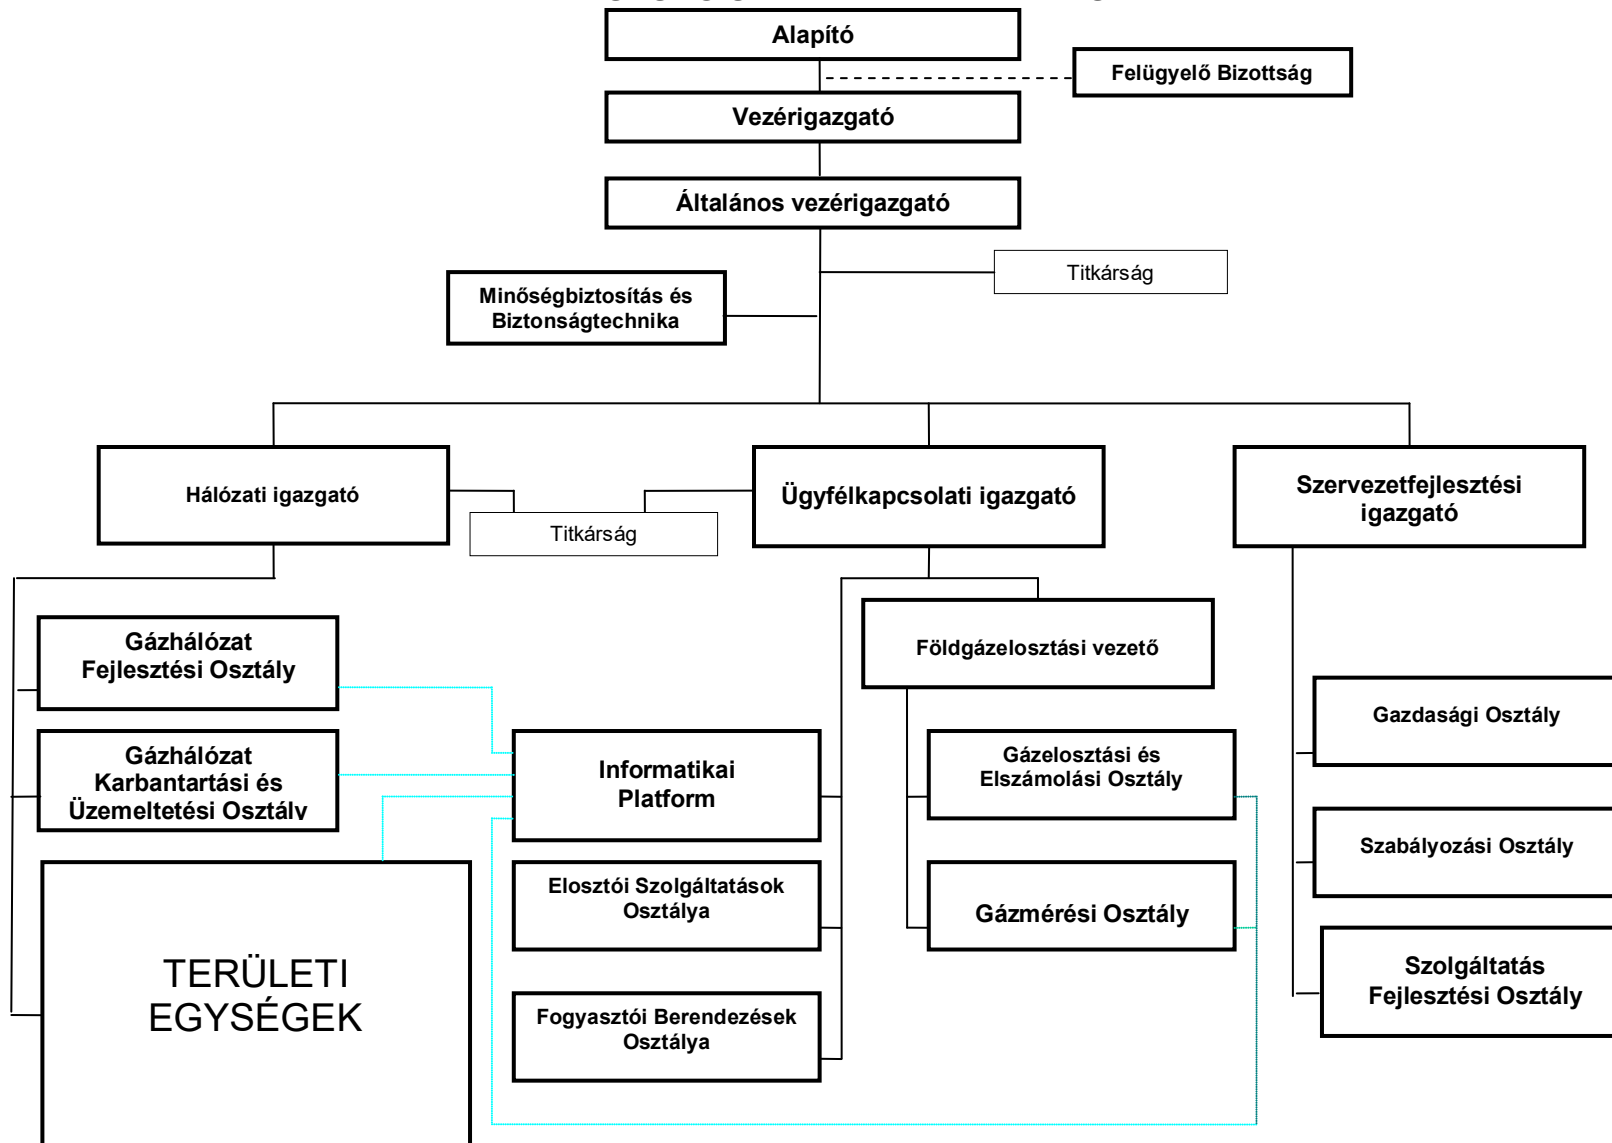 Alapító
Felügyelő Bizottság
Vezérigazgató
Általános vezérigazgató
Titkárság
Minőségbiztosítás és
Biztonságtechnika
Hálózati igazgató
Titkárság
Ügyfélkapcsolati igazgató
Szervezetfejlesztési
igazgató
Gázhálózat
Fejlesztési Osztály
Földgázelosztási vezető
Gazdasági Osztály
Gázhálózat
Karbantartási és
Üzemeltetési Osztály
Informatikai
Platform
Gázelosztási és
Elszámolási Osztály
Szabályozási Osztály
TERÜLETI
EGYSÉGEK
Elosztói Szolgáltatások
Osztálya
Gázmérési Osztály
Szolgáltatás
Fejlesztési Osztály
Fogyasztói Berendezések
Osztálya